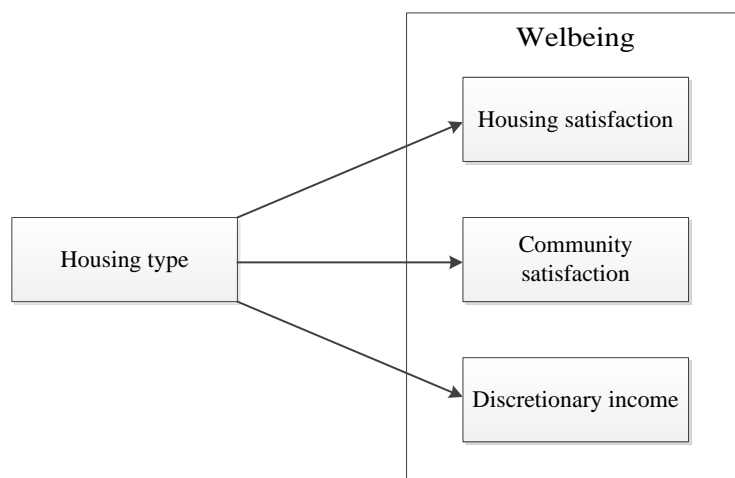 Welbeing
Housing satisfaction
Housing type
Community
satisfaction
Discretionary income